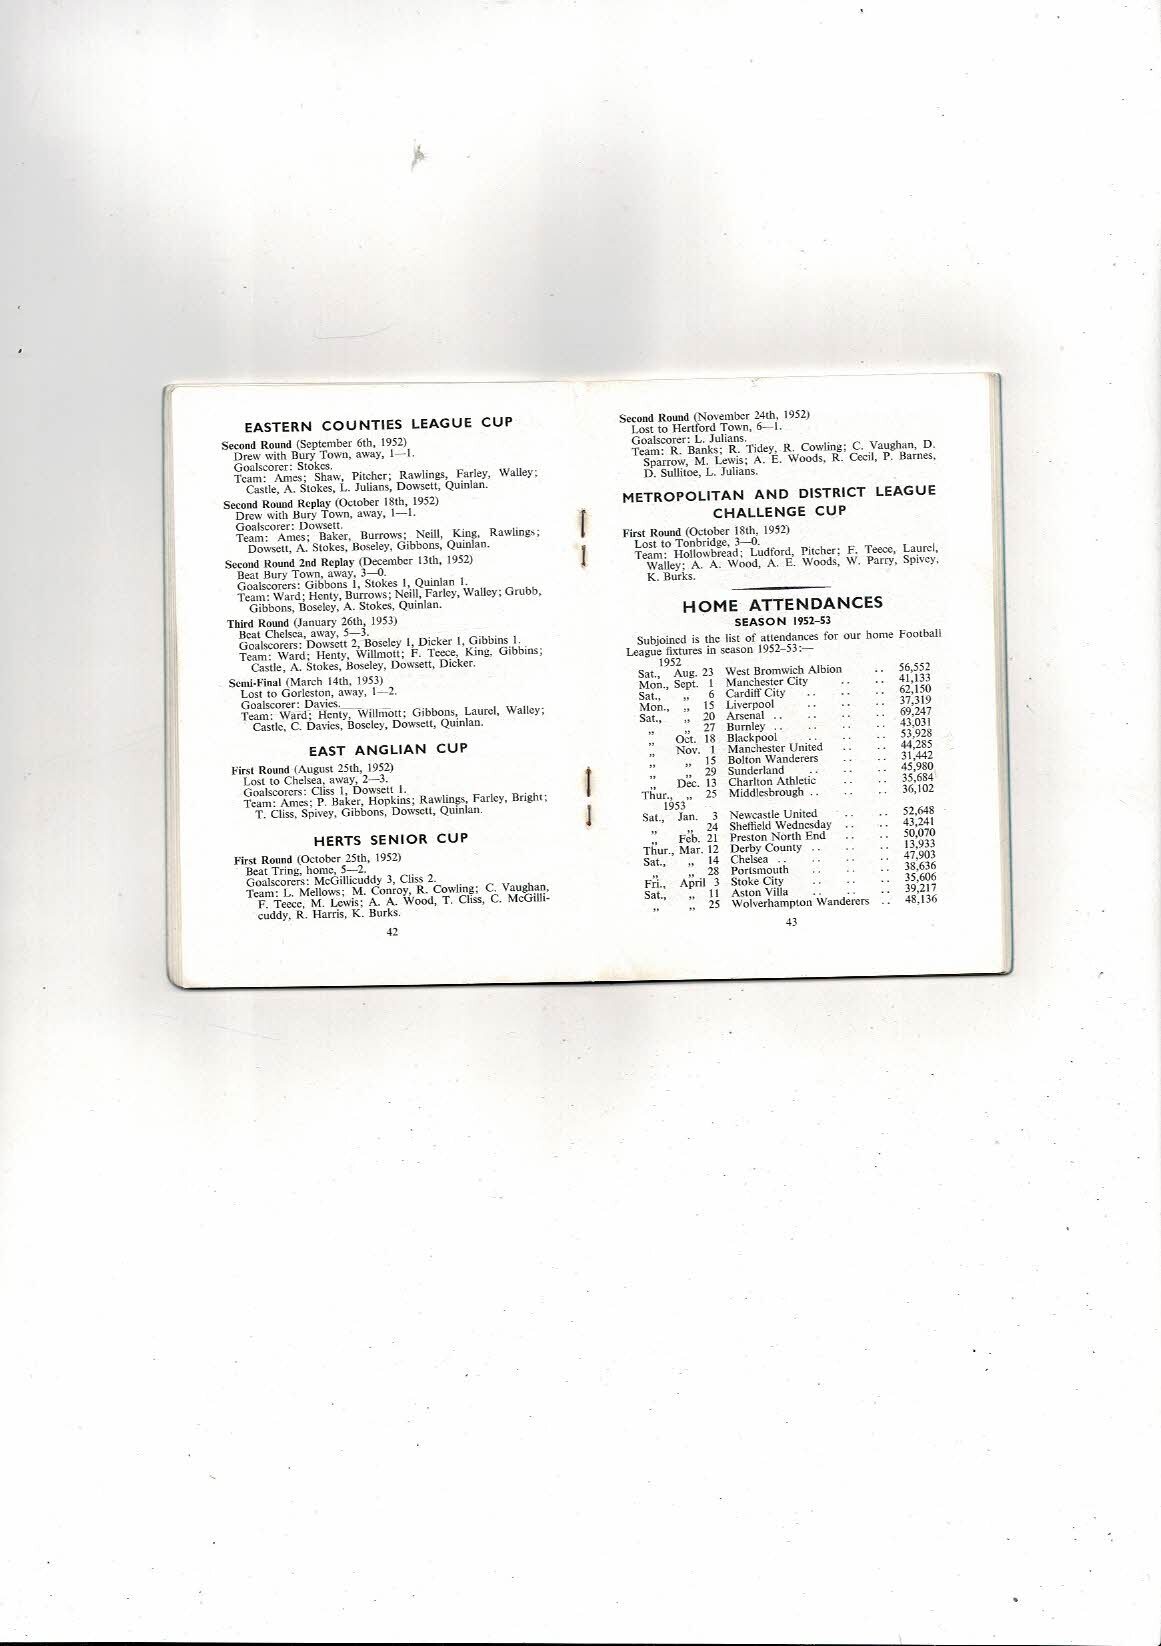 EASTERN COUNTIES LEAGUE CUP
Second Round (September 6th, 1952)
Drew with Bury Town, away, 1—1.
Goalscorer: Stokes.
Team: Ames; Shaw, Pitcher; Rawlings, Farley, Walley;
Castle, A. Stokes, L. Julians, Dowsett, Quinlan.
Second Round Replay (October 18th, 1952)
Drew with Bury Town, away, 1—1.
Goalscorer: Dowsett.
Team: Ames; Baker, Burrows; Neill, King, Rawlings;
Dowsett, A. Stokes, Boseley, Gibbons, Quinlan.
Second Round 2nd Replay (December 13th, 1952)
Beat Bury Town, away, 3—0.
Goalscorers: Gibbons 1, Stokes 1, Quinlan 1.
Team: Ward; Henty, Burrows; Neill, Farley, Walley; Grubb,
Gibbons, Boseley, A. Stokes, Quinlan.
Third Round (January 26th, 1953)
Beat Chelsea, away, 5—3.
Goalscorers: Dowsett 2, Boseley 1, Dicker 1, Gibbins 1.
Team: Ward; Henty, Willmott; F. Teece, King, Gibbins;
Castle, A. Stokes, Boseley, Dowsett, Dicker.
Semi-Final (March 14th, 1953)
Lost to Gorleston, away, 1—2.
Goalscorer: Davies.
Team: Ward; Henty, Willmott; Gibbons, Laurel, Walley;
Castle, C. Davies, Boseley, Dowsett, Quinlan.
EAST ANGLIAN CUP
First Round (August 25th, 1952)
Lost to Chelsea, away, 2—3.
Goalscorers: Cliss 1, Dowsett 1.
Team: Ames; P. Baker, Hopkins; Rawlings, Farley, Bright;
T. Cliss, Spivey, Gibbons, Dowsett, Quinlan.
HERTS SENIOR CUP
First Round (October 25th, 1952)
Beat Tring, home, 5—2.
Goalscorers: McGillicuddy 3, Cliss 2.
Team: L. Mellows; M. Conroy, R. Cowling; C. Vaughan,
F. Teece, M. Lewis; A. A. Wood, T. Cliss, C. McGilli-
cuddy, R. Harris, K. Burks.
42
Second Round (November 24th, 1952)
Lost to Hertford Town, 6—1.
Goalscorer: L. Julians.
Team: R. Banks; R. Tidey, R. Cowling; C. Vaughan, D.
Sparrow, M. Lewis; A. E. Woods, R. Cecil, P. Barnes,
D. Sullitoe, L. Julians.
METROPOLITAN AND DISTRICT LEAGUE
CHALLENGE CUP
First Round (October 18th, 1952)
Lost to Tonbridge, 3—0.
Team: Hollowbread; Ludford, Pitcher; F. Teece, Laurel,
Walley; A. A. Wood, A. E. Woods, W. Parry, Spivey,
K. Burks.
HOME ATTENDANCES
SEASON 1952-53
Subjoined is the list of attendances for our home Football
League fixtures in season 1952-53:—
1952
Sat., Aug. 23 West Bromwich Albion .. 56,552
Mon., Sept. 1 Manchester City .. .. 41,133
Sat., ,, 6 Cardiff City .. .. .. 62,150
Mon., ,, 15 Liverpool .. .. .. 37,319
Sat., ,, 20 Arsenal .. .. .. .. 69,247
,, ,, 27 Burnley .. .. .. .. 43,031
,, Oct. 18 Blackpool .. .. .. 53,928
,, Nov. 1 Manchester United .. .. 44,285
,, ,, 15 Bolton Wanderers .. .. 31,442
,, ,, 29 Sunderland .. .. .. 45,980
,, Dec. 13 Charlton Athletic .. .. 35,684
Thur., ,, 25 Middlesbrough .. .. .. 36,102
1953
Sat., Jan. 3 Newcastle United .. .. 52,648
,, ,, 24 Sheffield Wednesday .. .. 43,241
,, Feb. 21 Preston North End .. .. 50,070
Thur., Mar. 12 Derby County .. .. .. 13,933
Sat., ,, 14 Chelsea .. .. .. .. 47,903
,, ,, 28 Portsmouth .. .. .. 38,636
Fri., April 3 Stoke City .. .. .. 35,606
Sat., ,, 11 Aston Villa .. .. .. 39,217
,, ,, 25 Wolverhampton Wanderers .. 48,136
43